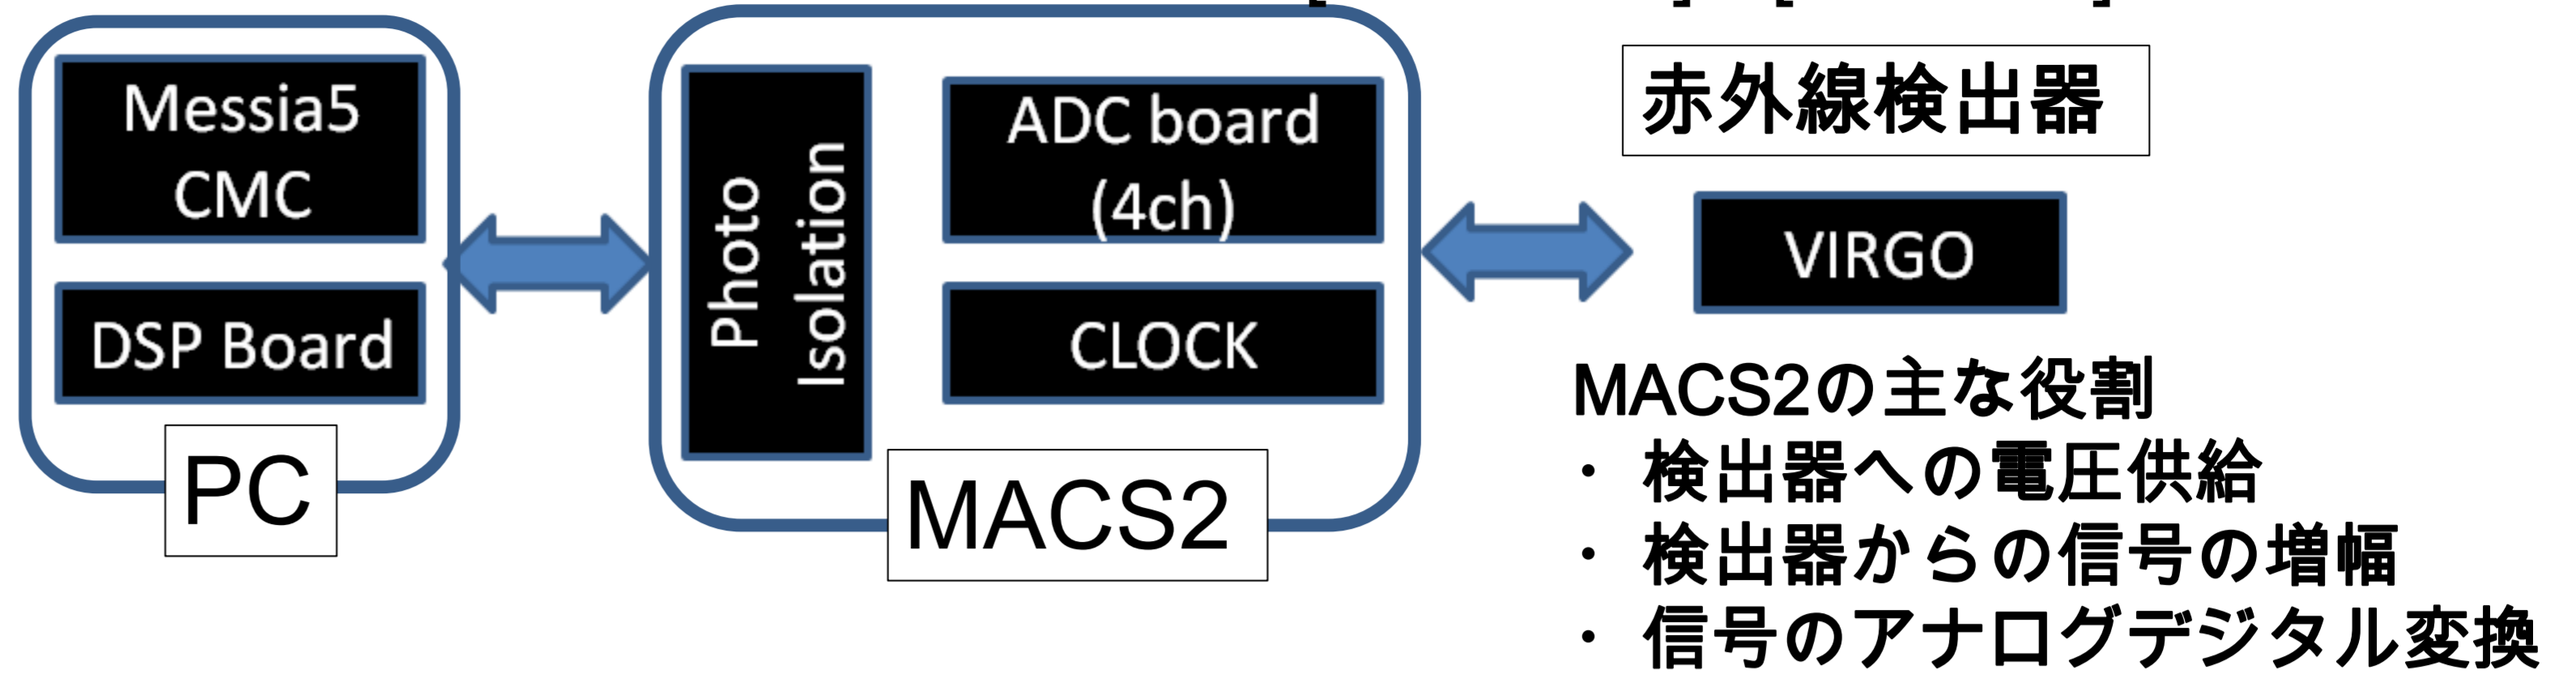 Messia5
CMC
DSP Board
PC
Photo
Isolation
ADC board
(4ch)
CLOCK
MACS2
赤外線検出器
VIRGO
MACS2の主な役割
・ 検出器への電圧供給
・ 検出器からの信号の増幅
・ 信号のアナログデジタル変換